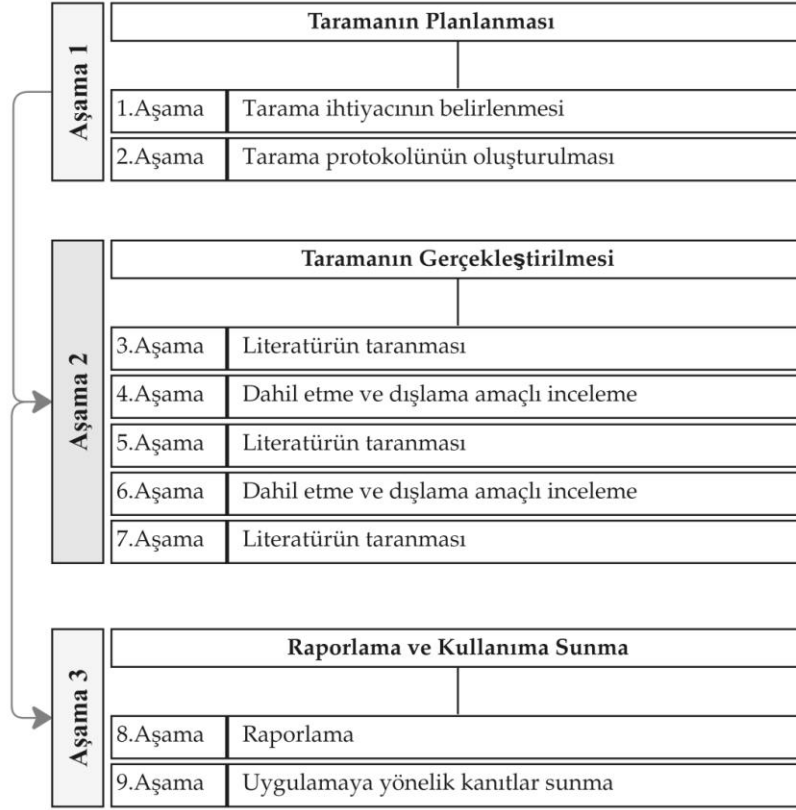 Aşama 1
Taramanın Planlanması
1.Aşama Tarama ihtiyacının belirlenmesi
2.Aşama Tarama protokolünün oluşturulması
Aşama 2
Taramanın Gerçekleştirilmesi
3.Aşama Literatürün taranması
4.Aşama Dahil etme ve dışlama amaçlı inceleme
5.Aşama Literatürün taranması
6.Aşama Dahil etme ve dışlama amaçlı inceleme
7.Aşama Literatürün taranması
Aşama 3
Raporlama ve Kullanıma Sunma
8.Aşama Raporlama
9.Aşama Uygulamaya yönelik kanıtlar sunma